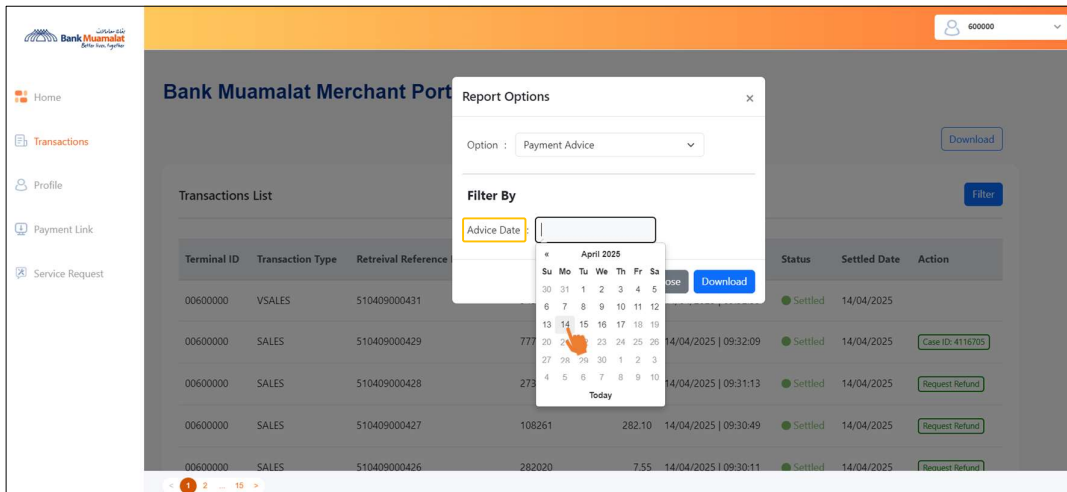 Bank Muamalat
Better lives, together
600000
Home
Transactions
Profile
Payment Link
Service Request
Bank Muamalat Merchant Port
Download
Transactions List
Filter
Terminal ID Transaction Type Retreival Reference Status Settled Date Action
00600000 VSALES 510409000431 Settled 14/04/2025
00600000 SALES 510409000429 777 14/04/2025 | 09:32:09 Settled 14/04/2025 Case ID: 4116705
00600000 SALES 510409000428 273 14/04/2025 | 09:31:13 Settled 14/04/2025 Request Refund
00600000 SALES 510409000427 108261 282.10 14/04/2025 | 09:30:49 Settled 14/04/2025 Request Refund
00600000 SALES 510409000426 282020 7.55 14/04/2025 | 09:30:11 Settled 14/04/2025 Request Refund
< 1 2 ... 15 >
Report Options ×
Option : Payment Advice
Filter By
Advice Date :
ose Download
« April 2025
Su Mo Tu We Th Fr Sa
30 31 1 2 3 4 5
6 7 8 9 10 11 12
13 14 15 16 17 18 19
20 23 24 25 26
27 28 29 30 1 2 3
4 5 6 7 8 9 10
Today